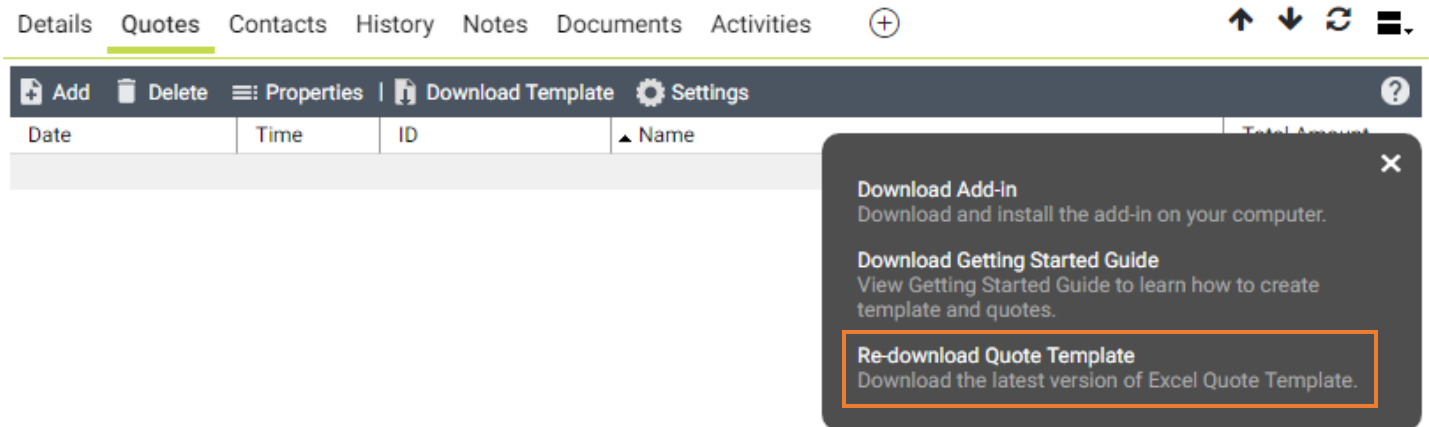 Details Quotes Contacts History Notes Documents Activities
Add Delete Properties | Download Template Settings ?
Date Time ID Name Total Amount
Download Add-in
Download and install the add-in on your computer.
Download Getting Started Guide
View Getting Started Guide to learn how to create
template and quotes.
Re-download Quote Template
Download the latest version of Excel Quote Template.